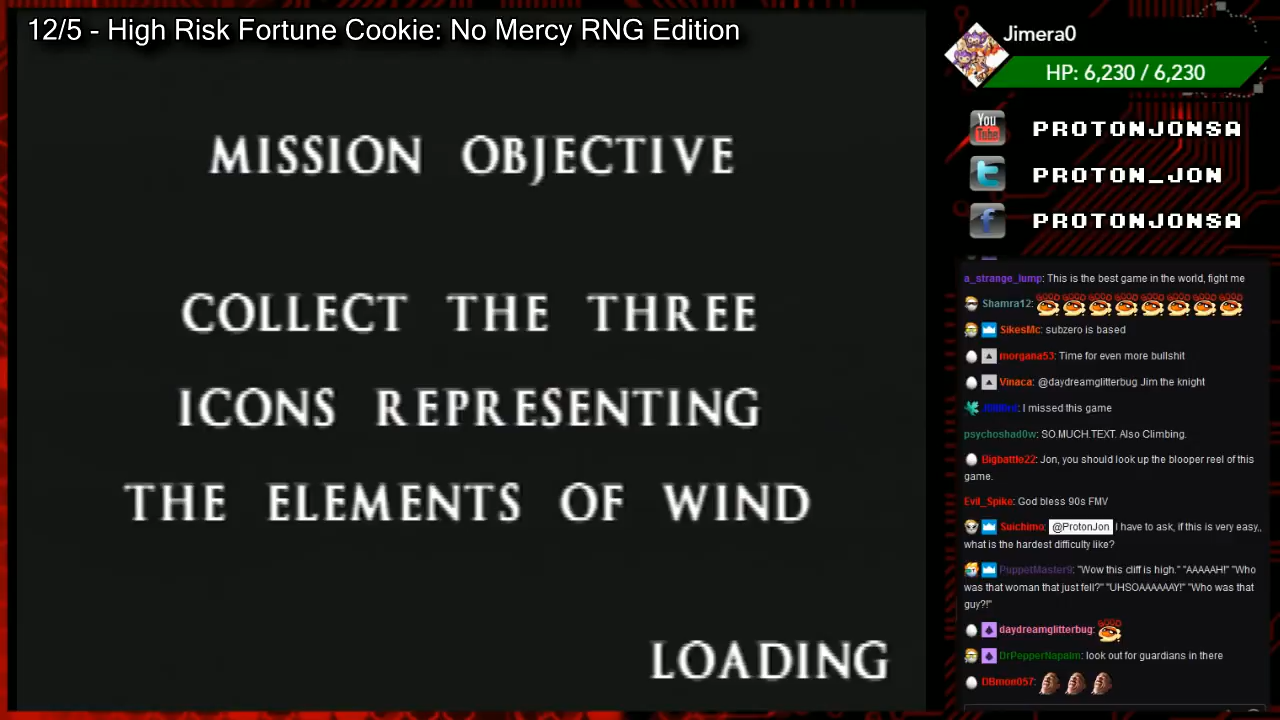 12/5 - High Risk Fortune Cookie: No Mercy RNG Edition
MISSION OBJECTIVE
COLLECT THE THREE
ICONS REPRESENTING
THE ELEMENTS OF WIND
LOADING
Jimera0
HP: 6,230 / 6,230
You Tube PROTONJONSA
t PROTON_JON
f PROTONJONSA
a_strange_lump: This is the best game in the world, fight me
Shamra12:
SikesMc: subzero is based
morgana53: Time for even more bullshit
Vinaca: @daydreamglitterbug Jim the knight
I missed this game
psychoshad0w: SO.MUCH.TEXT. Also Climbing.
Bigbattle22: Jon, you should look up the blooper reel of this
game.
Evil_Spike: God bless 90s FMV
Suichimo: @ProtonJon I have to ask, if this is very easy,,
what is the hardest difficulty like?
PuppetMaster9: "Wow this cliff is high." "AAAAAH!" "Who
was that woman that just fell?" "UHSOAAAAAY!" "Who was that
guy?!"
daydreamglitterbug:
DrPepperNapalm: look out for guardians in there
DBmon057: